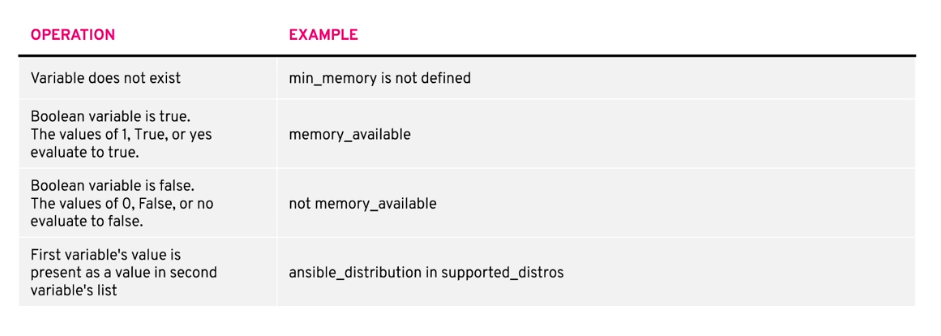 OPERATION EXAMPLE
Variable does not exist min_memory is not defined
Boolean variable is true.
The values of 1, True, or yes memory_available
evaluate to true.
Boolean variable is false.
The values of 0, False, or no not memory_available
evaluate to false.
First variable's value is
present as a value in second ansible_distribution in supported_distros
variable's list